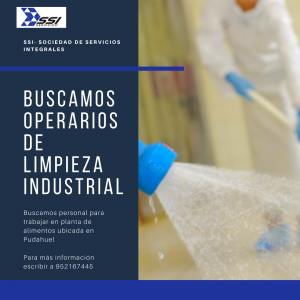 SSI
SSI- SOCIEDAD DE SERVICIOS
INTEGRALES
BUSCAMOS
OPERARIOS
DE
LIMPIEZA
INDUSTRIAL
Buscamos personal para
trabajar en planta de
alimentos ubicada en
Pudahuel
Para más información
escribir a 952167445